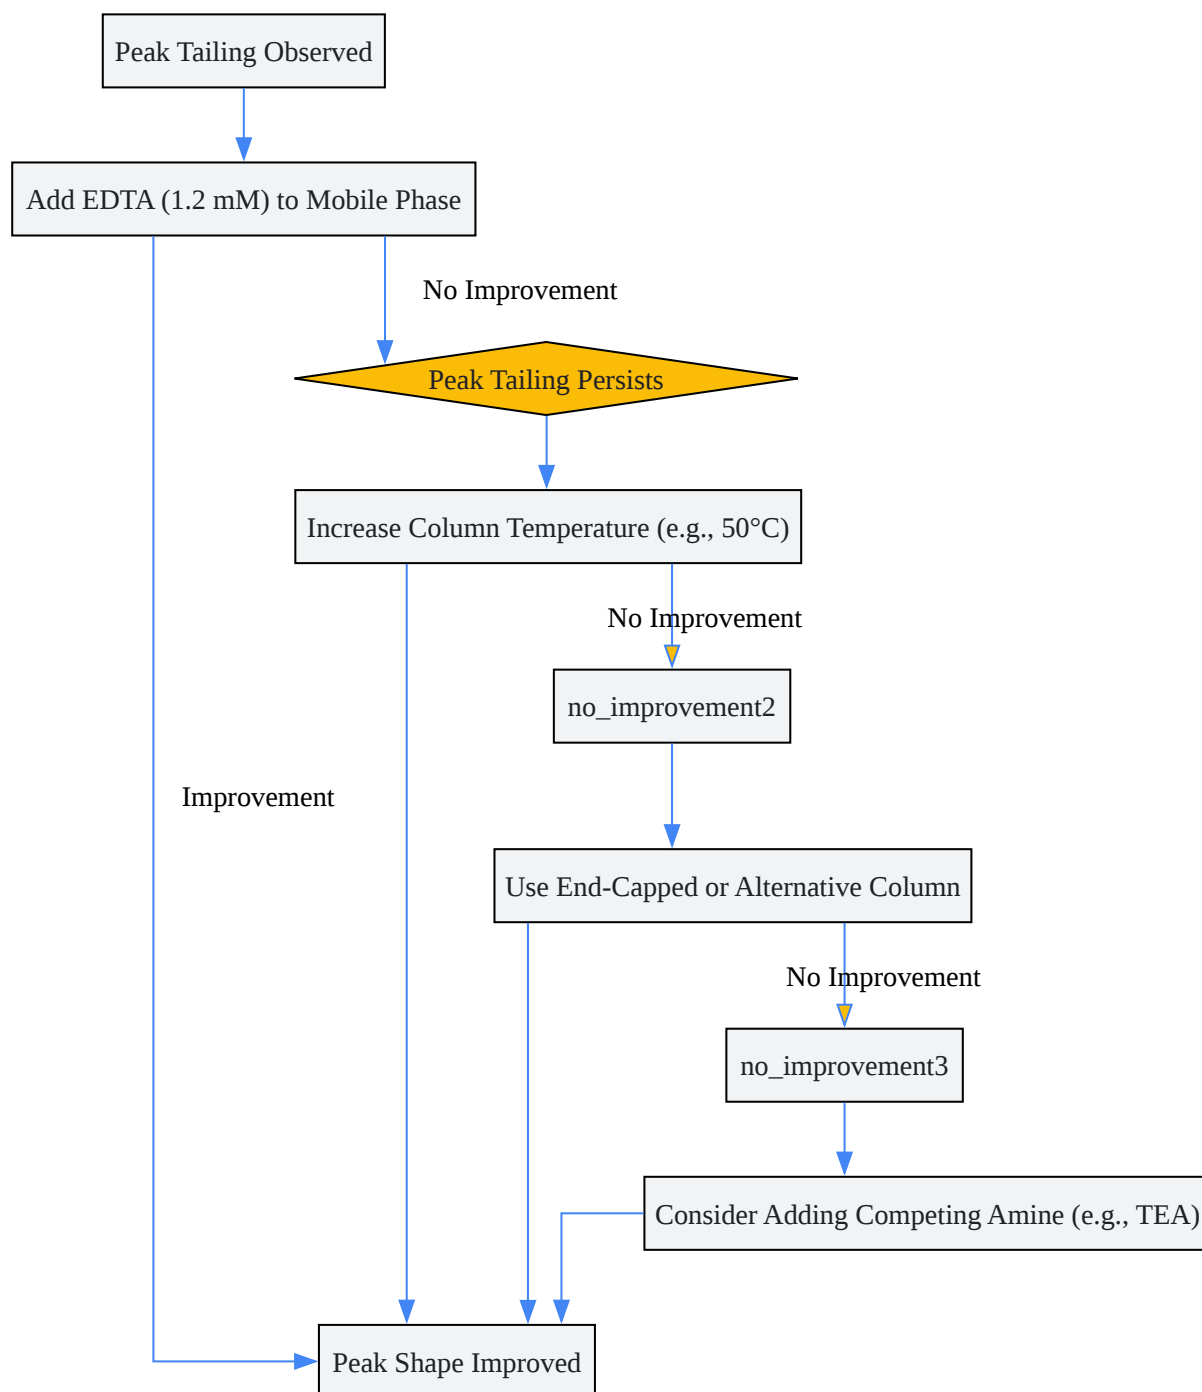 Peak Tailing Observed
Add EDTA (1.2 mM) to Mobile Phase
No Improvement
Peak Tailing Persists
Increase Column Temperature (e.g., 50°C)
No Improvement
no_improvement2
Improvement
Use End-Capped or Alternative Column
No Improvement
no_improvement3
Consider Adding Competing Amine (e.g., TEA)
Peak Shape Improved